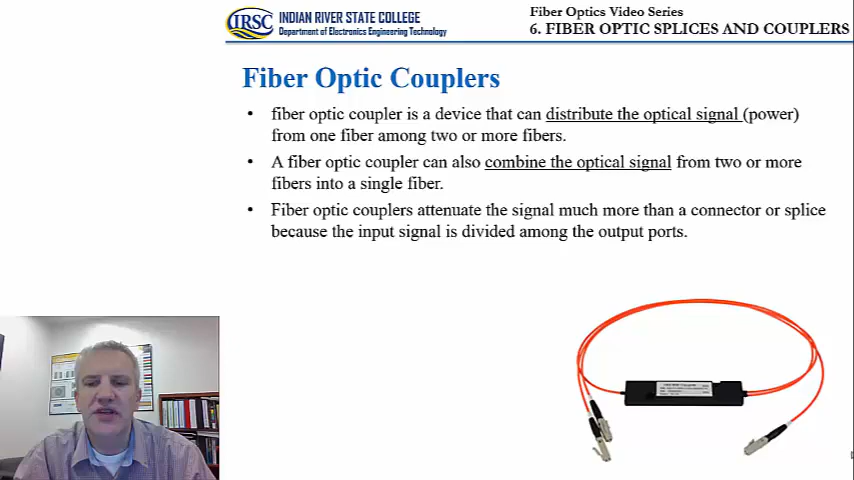 IRSC
INDIAN RIVER STATE COLLEGE
Department of Electronics Engineering Technology
Fiber Optics Video Series
6. FIBER OPTIC SPLICES AND COUPLERS
Fiber Optic Couplers
• fiber optic coupler is a device that can distribute the optical signal (power)
from one fiber among two or more fibers.
• A fiber optic coupler can also combine the optical signal from two or more
fibers into a single fiber.
• Fiber optic couplers attenuate the signal much more than a connector or splice
because the input signal is divided among the output ports.